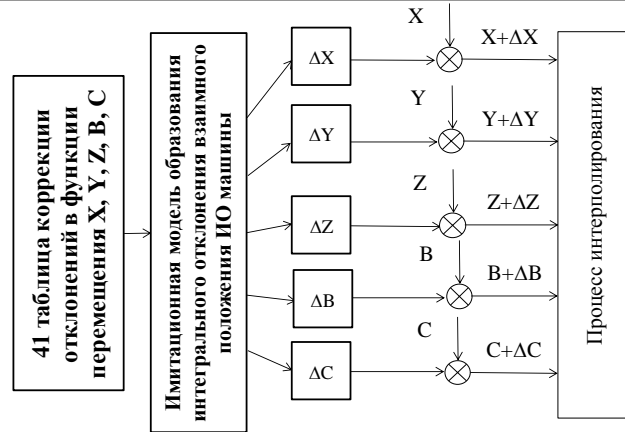 41 таблица коррекции
отклонений в функции
перемещения X, Y, Z, B, C
Имитационная модель образования
интегрального отклонения взаимного
положения ИО машины
ΔX
ΔY
ΔZ
ΔB
ΔC
X
Y
Z
B
C
X+ΔX
Y+ΔY
Z+ΔZ
B+ΔB
C+ΔC
Процесс интерполирования